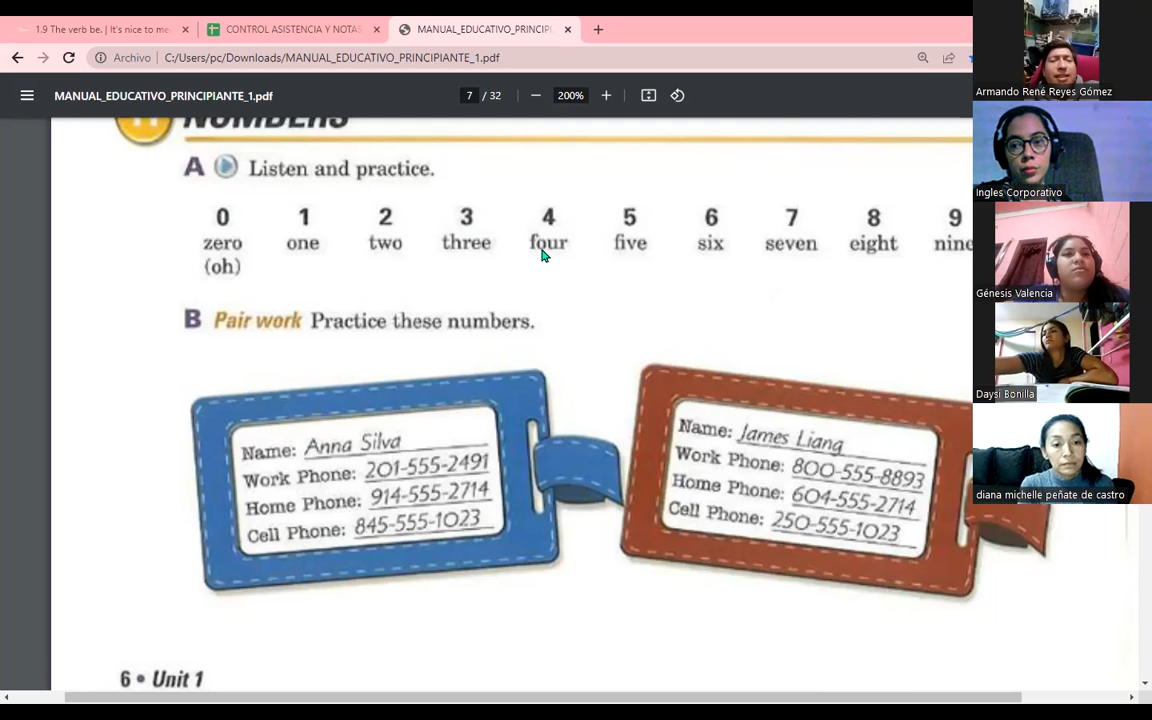 1.9 The verb be. | It's nice to me
CONTROL ASISTENCIA Y NOTAS
MANUAL_EDUCATIVO_PRINCIPI
Archivo C:/Users/pc/Downloads/MANUAL_EDUCATIVO_PRINCIPIANTE_1.pdf
MANUAL_EDUCATIVO_PRINCIPIANTE_1.pdf 7 / 32 200%
11 NUMBERS
A Listen and practice.
0 1 2 3 4 5 6 7 8 9
zero one two three four five six seven eight nine
(oh)
B Pair work Practice these numbers.
Name: Anna Silva
Work Phone: 201-555-2491
Home Phone: 914-555-2714
Cell Phone: 845-555-1023
Name: James Liang
Work Phone: 800-555-8893
Home Phone: 604-555-2714
Cell Phone: 250-555-1023
6 • Unit 1
Armando René Reyes Gómez
Ingles Corporativo
Génesis Valencia
Daysi Bonilla
diana michelle peñate de castro